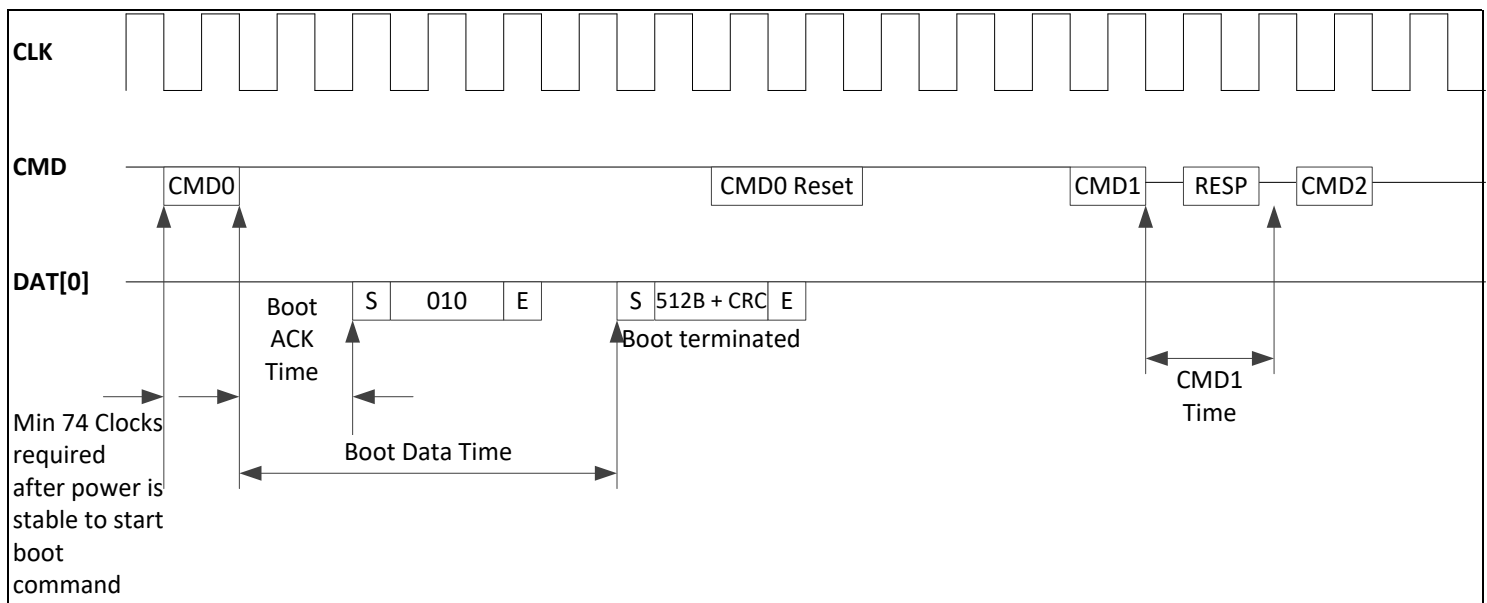 CLK
CMD
CMD0
CMD0 Reset
CMD1
RESP
CMD2
DAT[0]
S
010
E
S
512B + CRC
E
Boot
ACK
Time
Boot terminated
CMD1
Time
Min 74 Clocks
required
after power is
stable to start
boot
command
Boot Data Time